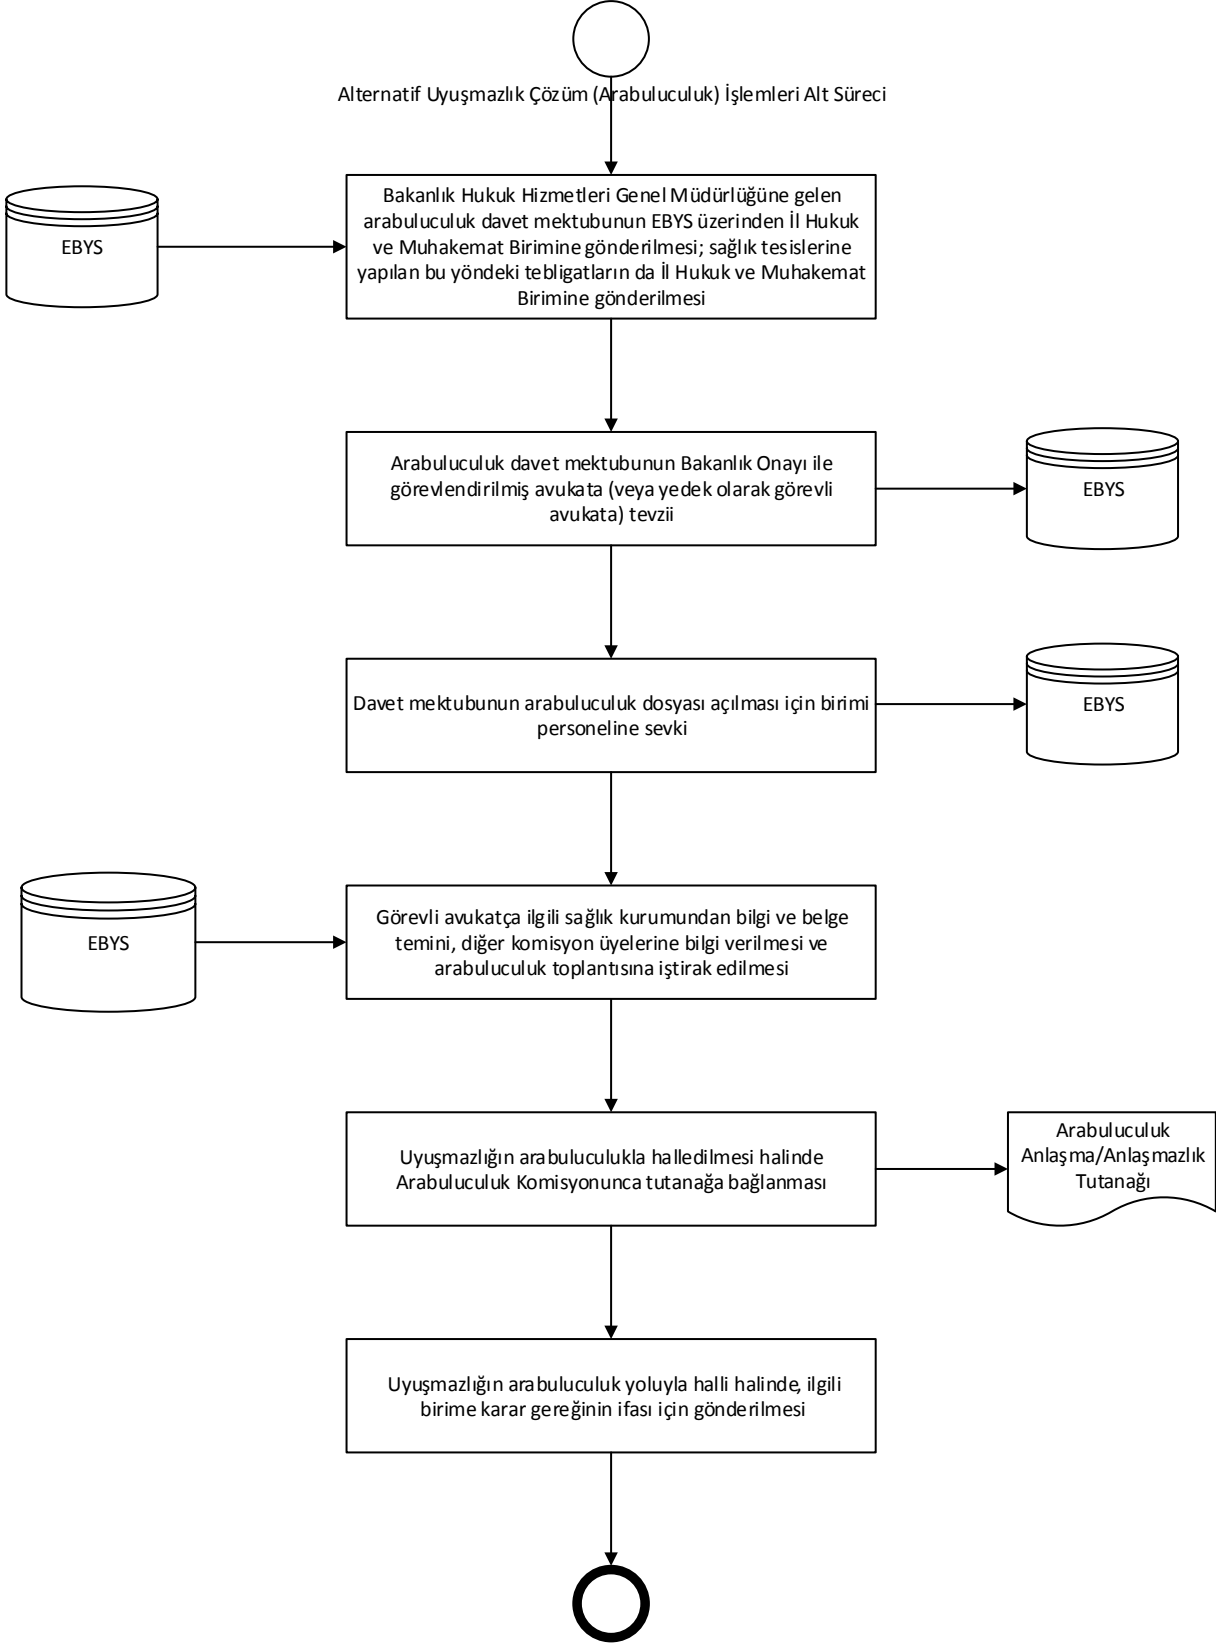 Alternatif Uyuşmazlık Çözüm (Arabuluculuk) İşlemleri Alt Süreci
EBYS
Bakanlık Hukuk Hizmetleri Genel Müdürlüğüne gelen
arabuluculuk davet mektubunun EBYS üzerinden İl Hukuk
ve Muhakemat Birimine gönderilmesi; sağlık tesislerine
yapılan bu yöndeki tebligatların da İl Hukuk ve Muhakemat
Birimine gönderilmesi
Arabuluculuk davet mektubunun Bakanlık Onayı ile
görevlendirilmiş avukata (veya yedek olarak görevli
avukata) tevzii
EBYS
Davet mektubunun arabuluculuk dosyası açılması için birimi
personeline sevki
EBYS
EBYS
Görevli avukatça ilgili sağlık kurumundan bilgi ve belge
temini, diğer komisyon üyelerine bilgi verilmesi ve
arabuluculuk toplantısına iştirak edilmesi
Uyuşmazlığın arabuluculukla halledilmesi halinde
Arabuluculuk Komisyonunca tutanağa bağlanması
Arabuluculuk
Anlaşma/Anlaşmazlık
Tutanağı
Uyuşmazlığın arabuluculuk yoluyla halli halinde, ilgili
birime karar gereğinin ifası için gönderilmesi